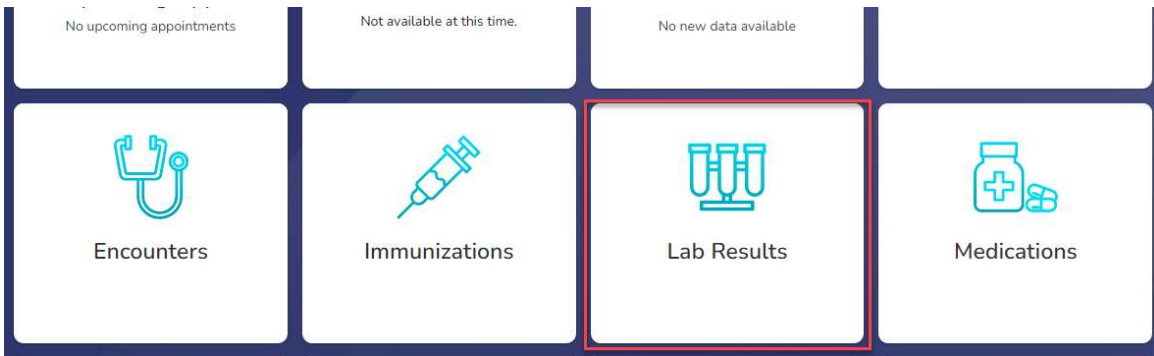 No upcoming appointments
Not available at this time.
No new data available
Encounters
Immunizations
Lab Results
Medications